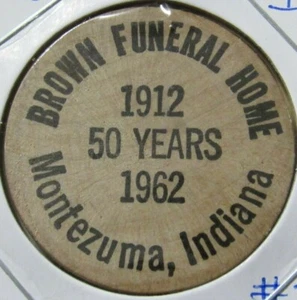 BROWN FUNERAL HOME
1912
50 YEARS
1962
Montezuma, Indiana